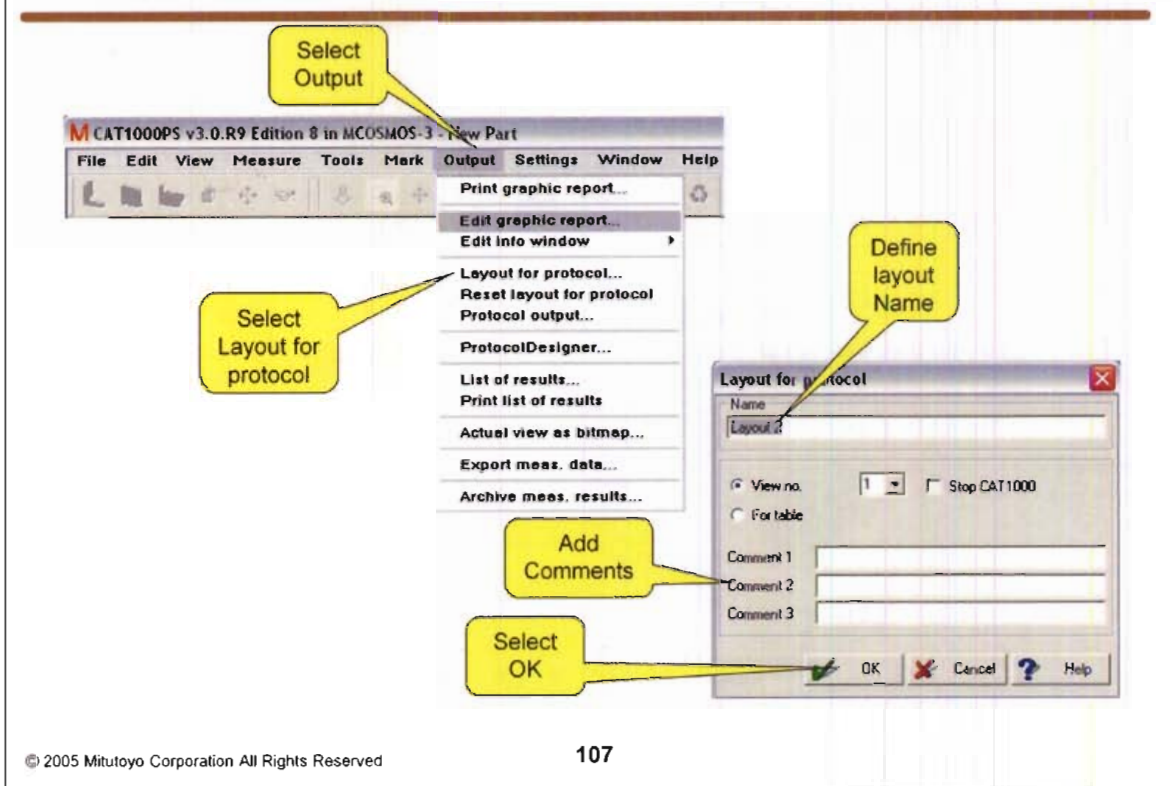 Select
Output
M CAT1000PS v3.0.R9 Edition 8 in MCOSMOS-3 - New Part
File Edit View Measure Tools Mark Output Settings Window Help
Print graphic report...
Edit graphic report...
Edit info window
Layout for protocol...
Reset layout for protocol
Protocol output...
ProtocolDesigner...
List of results...
Print list of results
Actual view as bitmap...
Export meas. data...
Archive meas. results...
Select
Layout for
protocol
Define
layout
Name
Layout for protocol
Name
Layout 2
View no. 1 Stop CAT1000
For table
Comment 1
Comment 2
Comment 3
Add
Comments
Select
OK
OK Cancel Help
© 2005 Mitutoyo Corporation All Rights Reserved
107